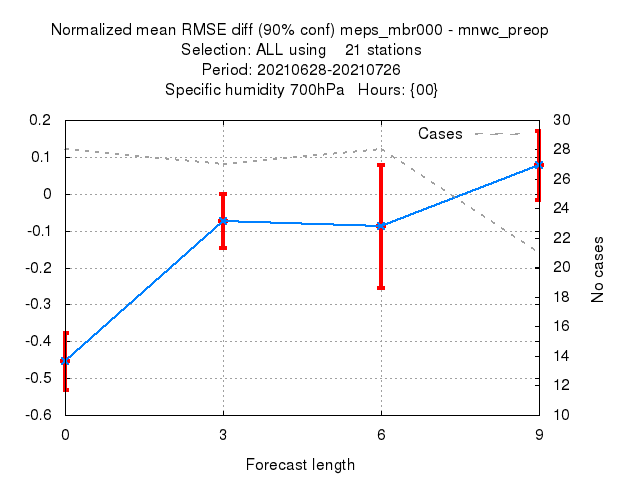 Normalized mean RMSE diff (90% conf) meps_mbr000 - mnwc_preop
Selection: ALL using    21 stations
Period: 20210628-20210726
Specific humidity 700hPa   Hours: {00}
0.2
0.1
0
-0.1
-0.2
-0.3
-0.4
-0.5
-0.6
Cases
30
28
26
24
22
20
18
16
14
12
10
No cases
0 3 6 9
Forecast length